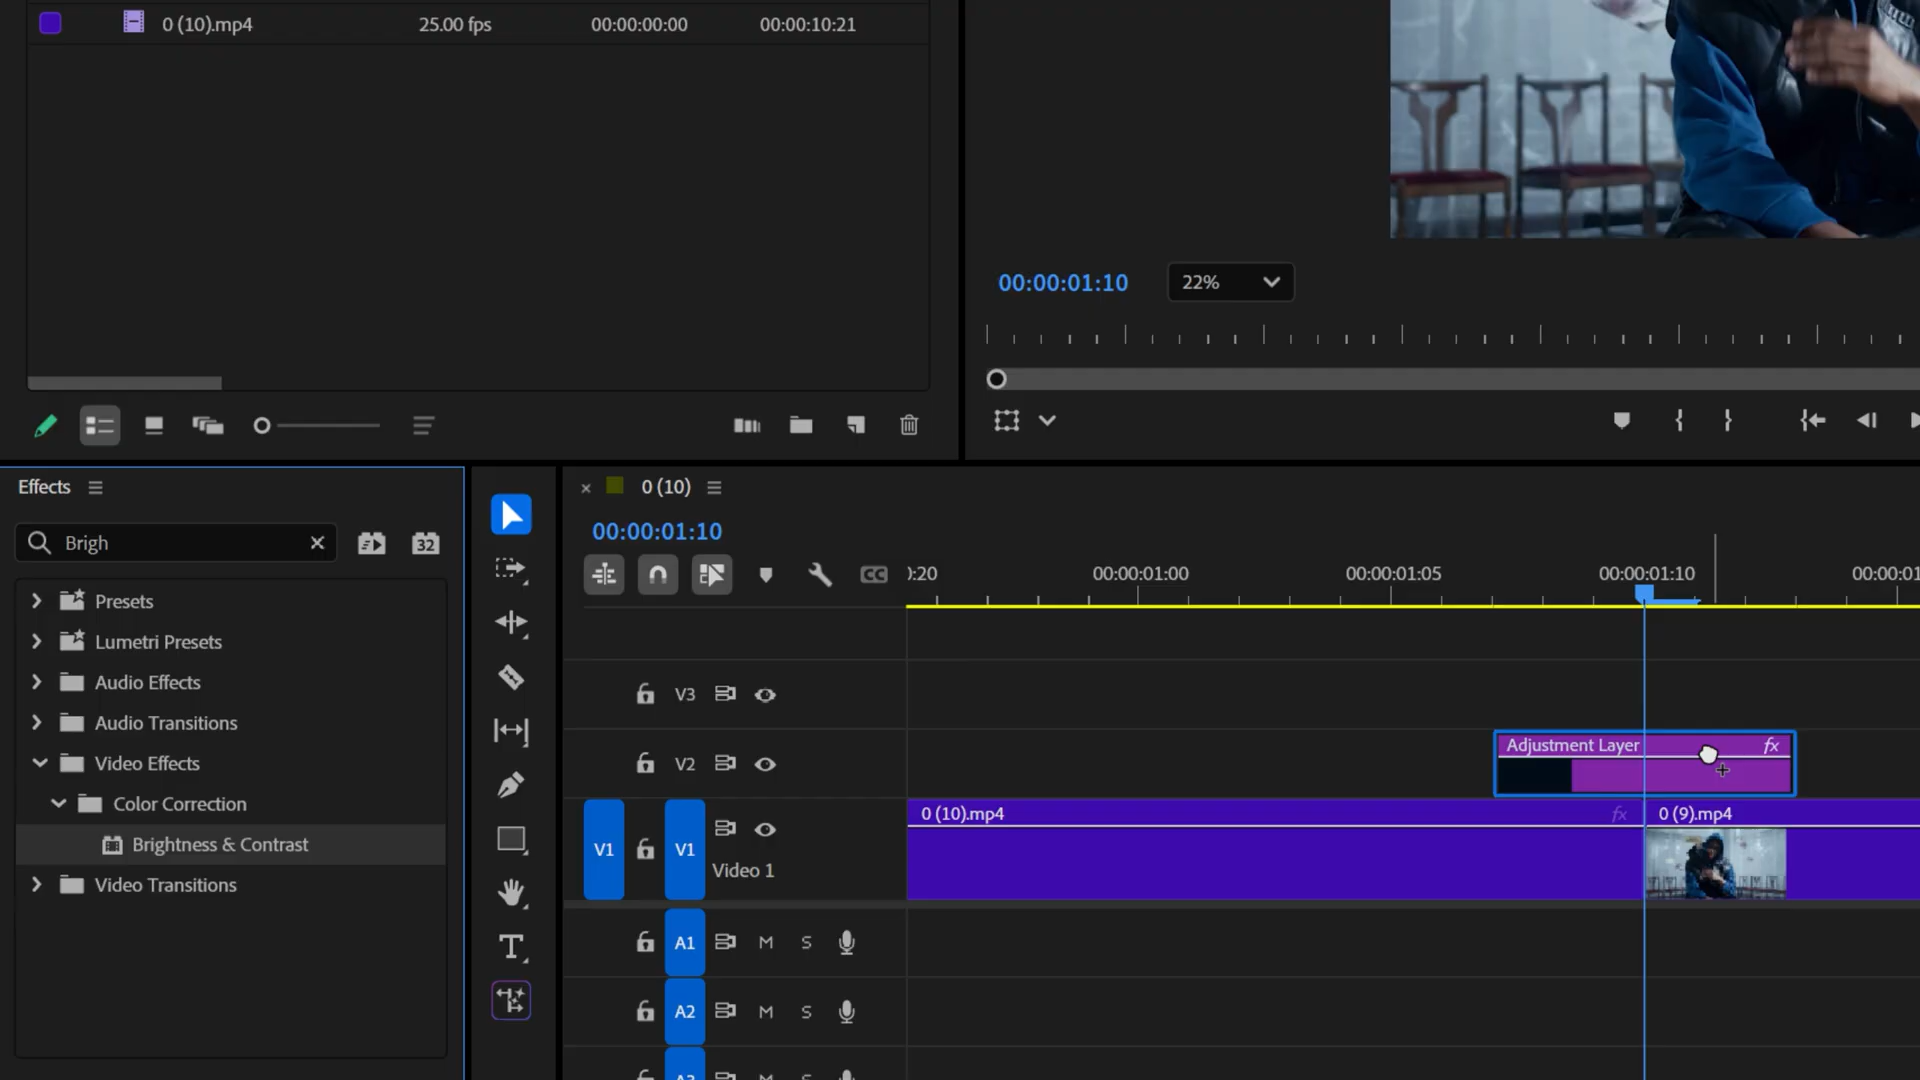 0 (10).mp4 25.00 fps 00:00:00:00 00:00:10:21
00:00:01:10 22%
Effects
Brigh
32
Presets
Lumetri Presets
Audio Effects
Audio Transitions
Video Effects
Color Correction
Brightness & Contrast
Video Transitions
0 (10)
00:00:01:10
CC
):20 00:00:01:00 00:00:01:05 00:00:01:10 00:00:01
V3
V2
Adjustment Layer fx
V1 V1 Video 1
0 (10).mp4 fx 0 (9).mp4
A1 M S
A2 M S
A3 M S